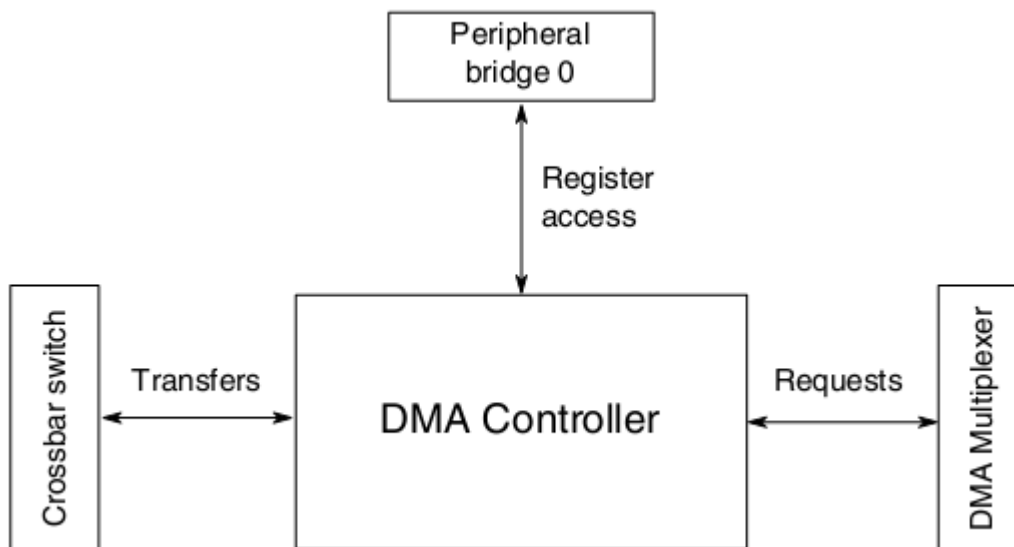 Peripheral
bridge 0
Register
access
Crossbar switch
Transfers
DMA Controller
Requests
DMA Multiplexer